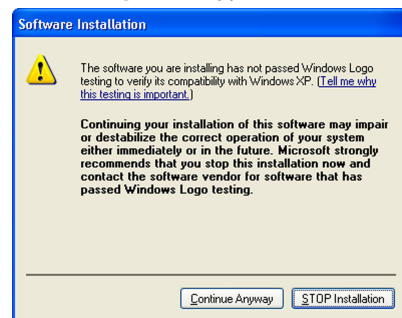 Software Installation
The software you are installing has not passed Windows Logo
testing to verify its compatibility with Windows XP. (Tell me why
this testing is important.)
Continuing your installation of this software may impair
or destabilize the correct operation of your system
either immediately or in the future. Microsoft strongly
recommends that you stop this installation now and
contact the software vendor for software that has
passed Windows Logo testing.
Continue Anyway
STOP Installation